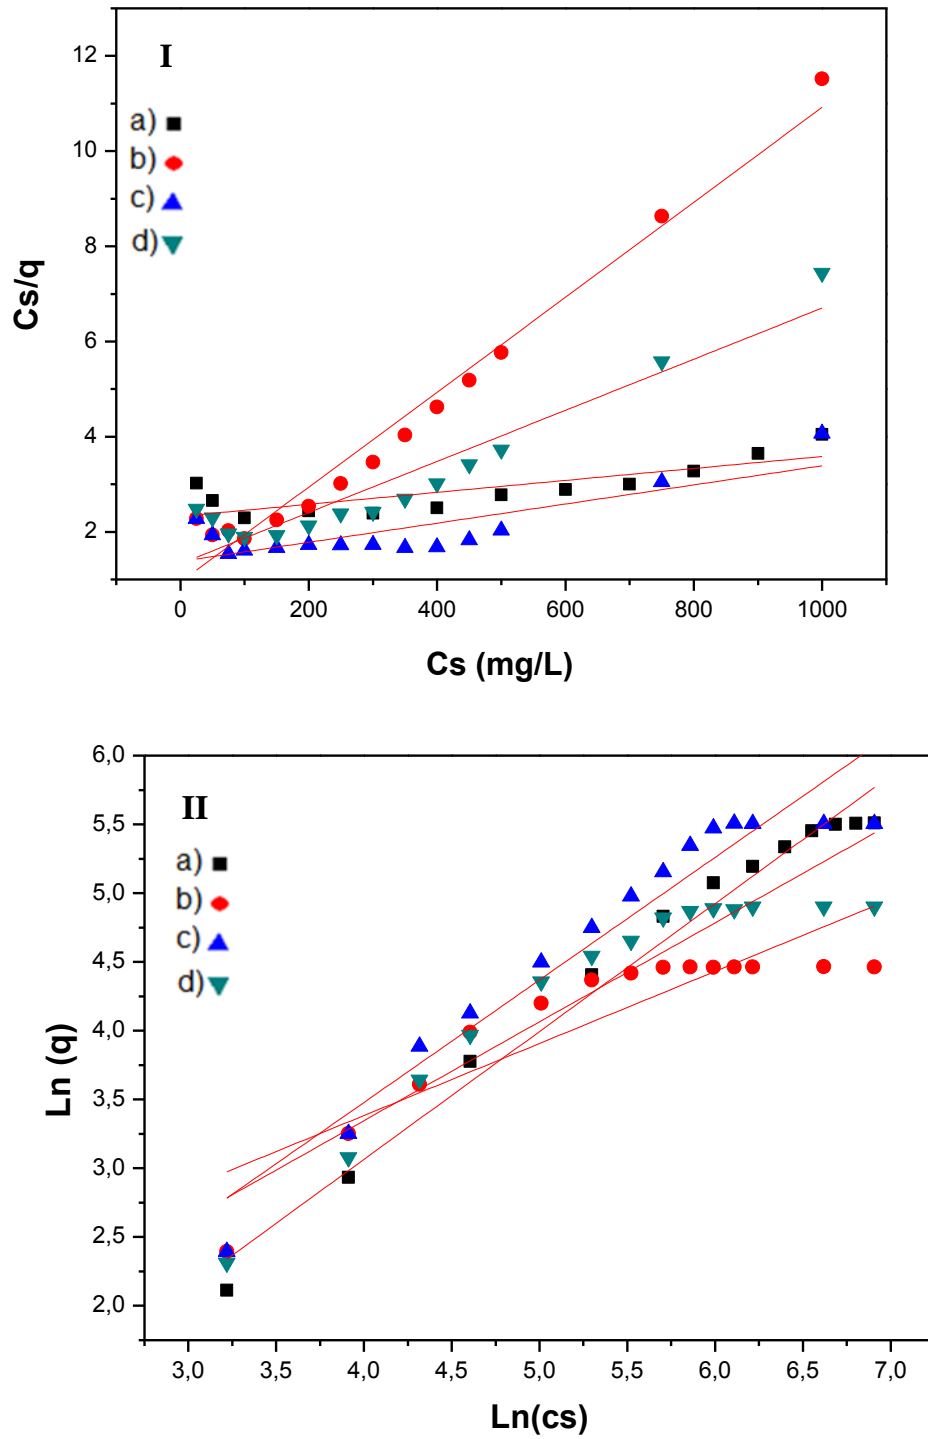 I
a)
b)
c)
d)
12
10
8
6
4
2
Cs/q
0 200 400 600 800 1000
Cs (mg/L)
II
a)
b)
c)
d)
6,0
5,5
5,0
4,5
4,0
3,5
3,0
2,5
2,0
Ln (q)
3,0 3,5 4,0 4,5 5,0 5,5 6,0 6,5 7,0
Ln(cs)